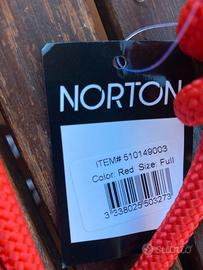 NORTON
ITEM# 510149003
Color: Red Size: Full
3 338025 503273
subito